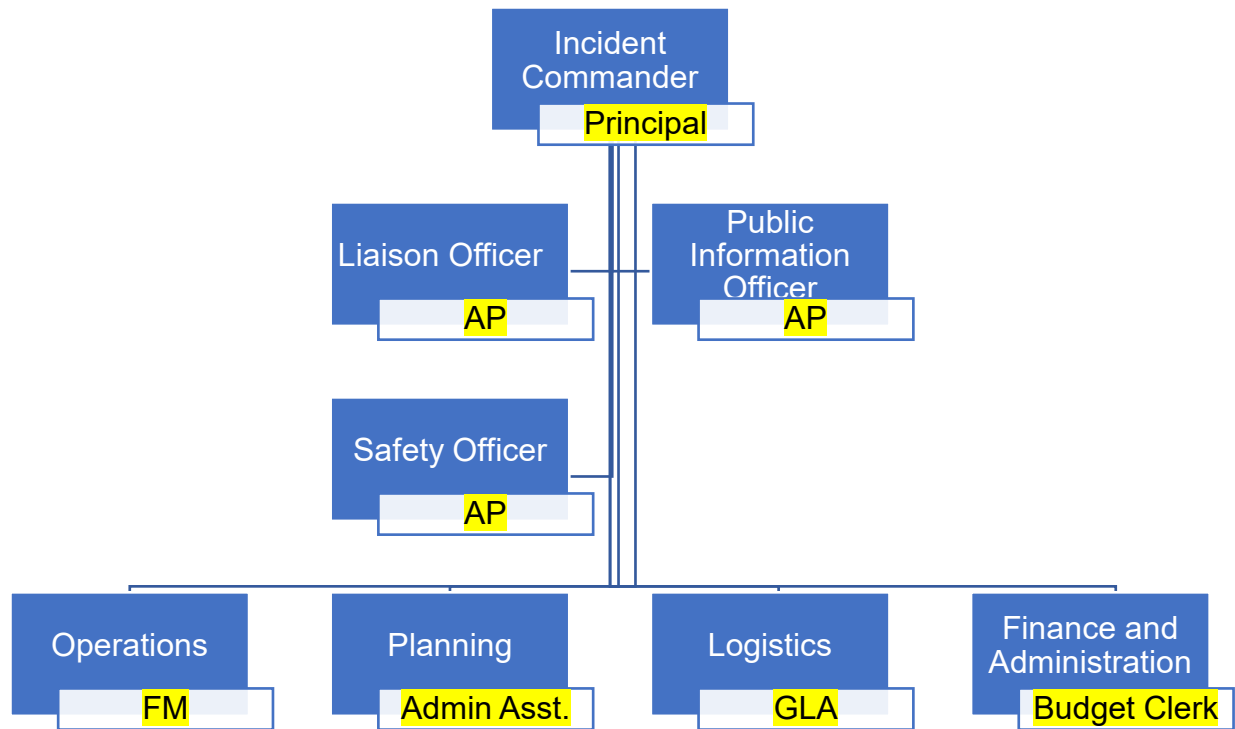 Incident
Commander
Principal
Liaison Officer
AP
Public
Information
Officer
AP
Safety Officer
AP
Operations
FM
Planning
Admin Asst.
Logistics
GLA
Finance and
Administration
Budget Clerk